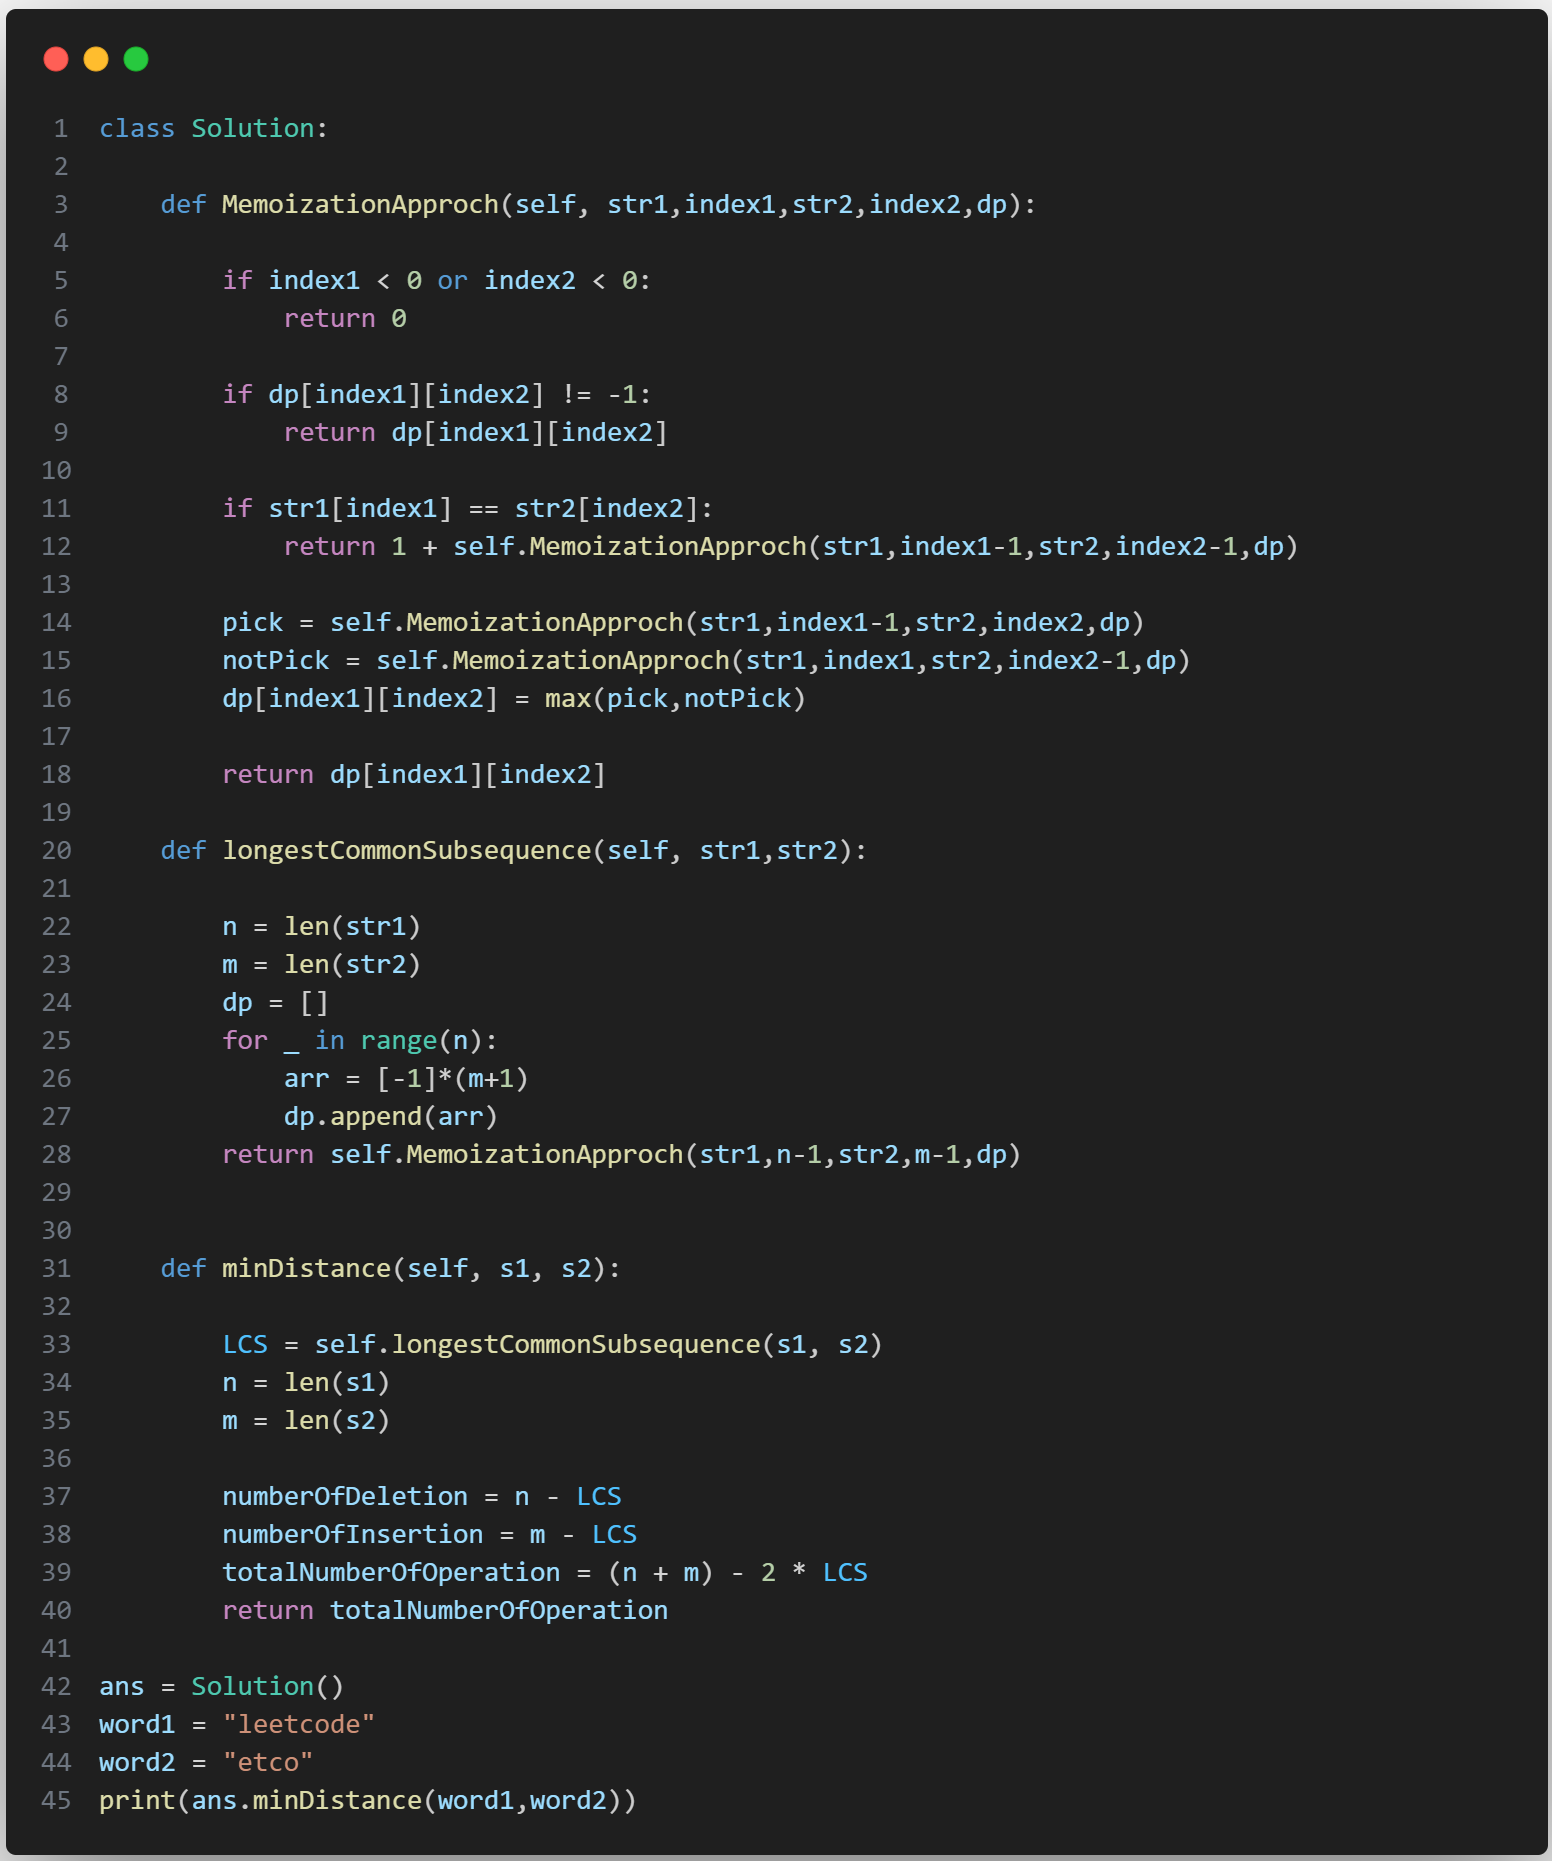 1 class Solution:
2
3     def MemoizationApproch(self, str1,index1,str2,index2,dp):
4
5         if index1 < 0 or index2 < 0:
6             return 0
7
8         if dp[index1][index2] != -1:
9             return dp[index1][index2]
10
11         if str1[index1] == str2[index2]:
12             return 1 + self.MemoizationApproch(str1,index1-1,str2,index2-1,dp)
13
14         pick = self.MemoizationApproch(str1,index1-1,str2,index2,dp)
15         notPick = self.MemoizationApproch(str1,index1,str2,index2-1,dp)
16         dp[index1][index2] = max(pick,notPick)
17
18         return dp[index1][index2]
19
20     def longestCommonSubsequence(self, str1,str2):
21
22         n = len(str1)
23         m = len(str2)
24         dp = []
25         for _ in range(n):
26             arr = [-1]*(m+1)
27             dp.append(arr)
28         return self.MemoizationApproch(str1,n-1,str2,m-1,dp)
29
30
31     def minDistance(self, s1, s2):
32
33         LCS = self.longestCommonSubsequence(s1, s2)
34         n = len(s1)
35         m = len(s2)
36
37         numberOfDeletion = n - LCS
38         numberOfInsertion = m - LCS
39         totalNumberOfOperation = (n + m) - 2 * LCS
40         return totalNumberOfOperation
41
42 ans = Solution()
43 word1 = "leetcode"
44 word2 = "etco"
45 print(ans.minDistance(word1,word2))